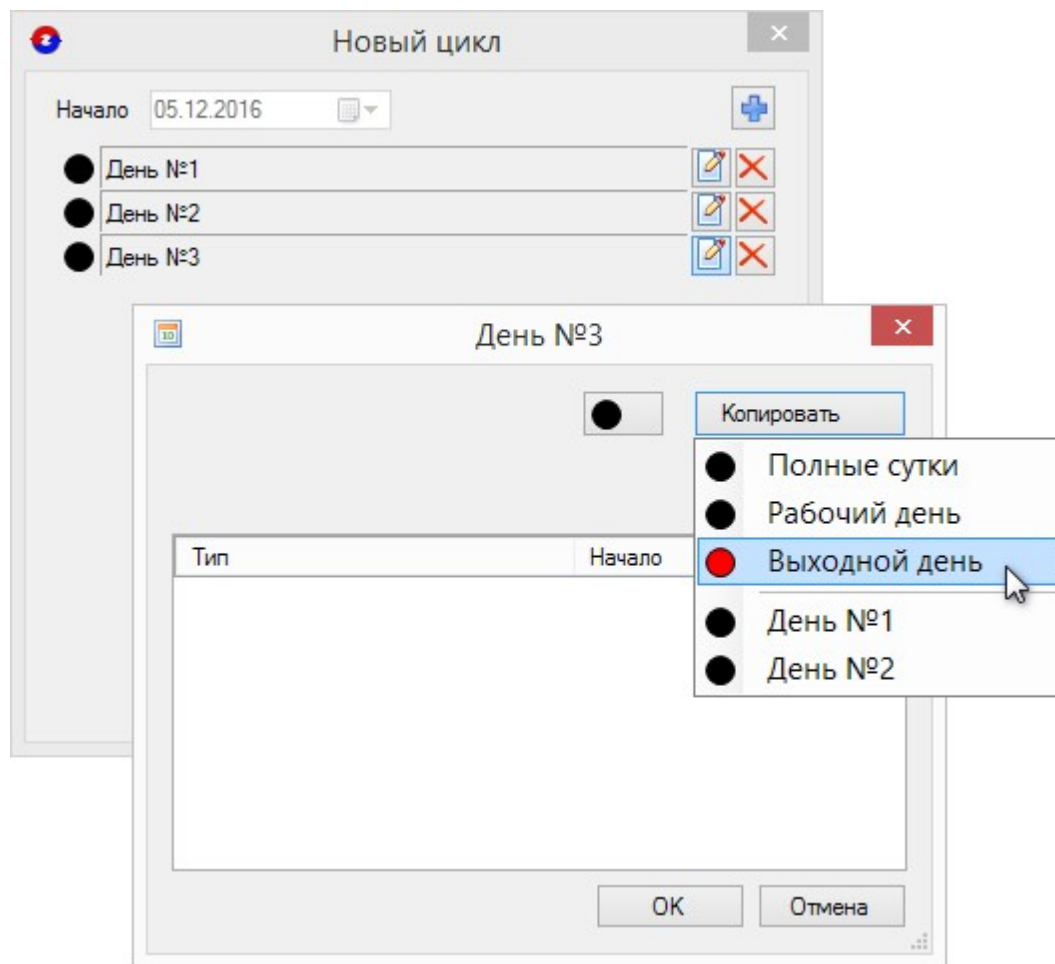 Новый цикл
Начало 05.12.2016
День №1
День №2
День №3
День №3
Копировать
Полные сутки
Рабочий день
Тип Начало
Выходной день
День №1
День №2
OK Отмена